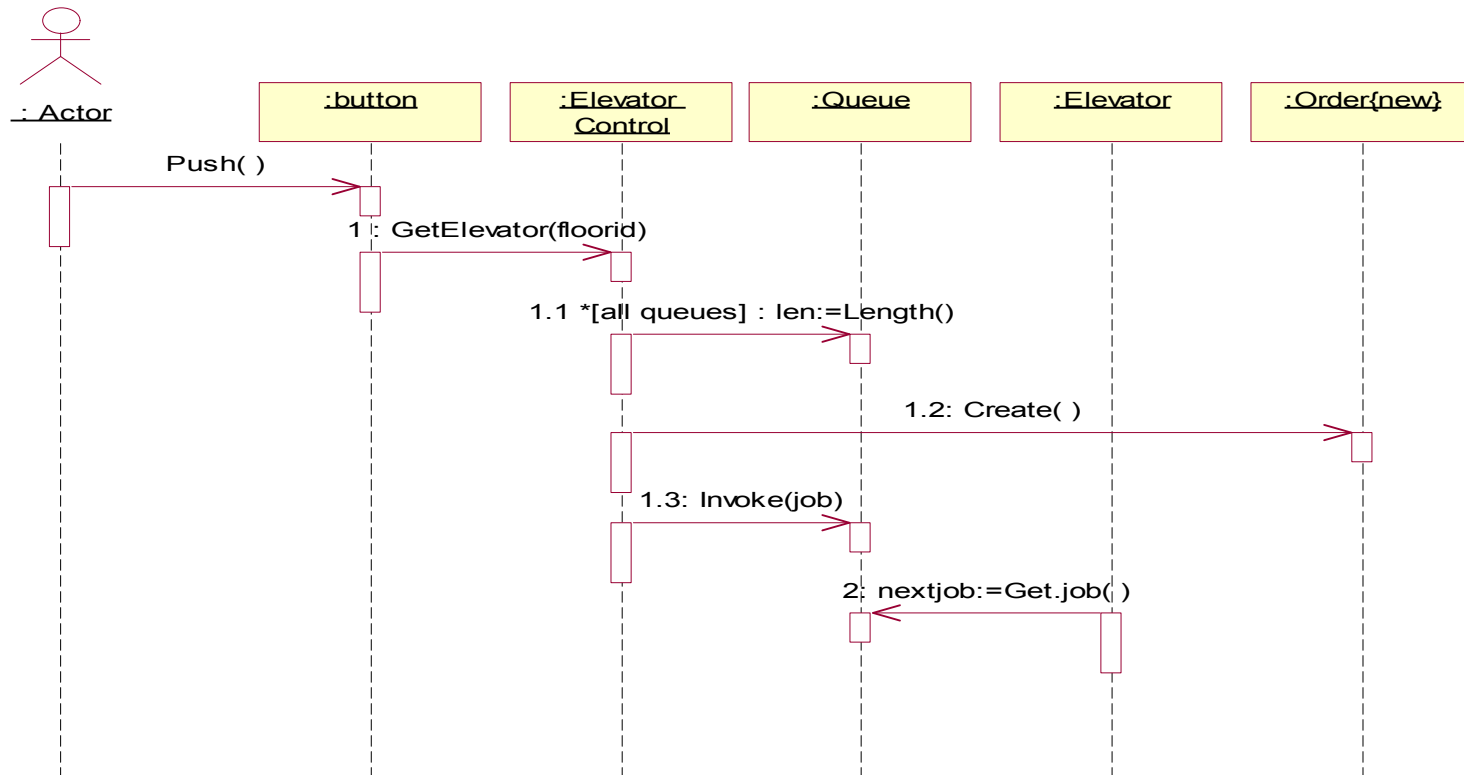 : Actor
:button
:Elevator
Control
:Queue
:Elevator
:Order{new}
Push( )
1 : GetElevator(floorid)
1.1 *[all queues] : len:=Length()
1.2: Create( )
1.3: Invoke(job)
2: nextjob:=Get.job( )